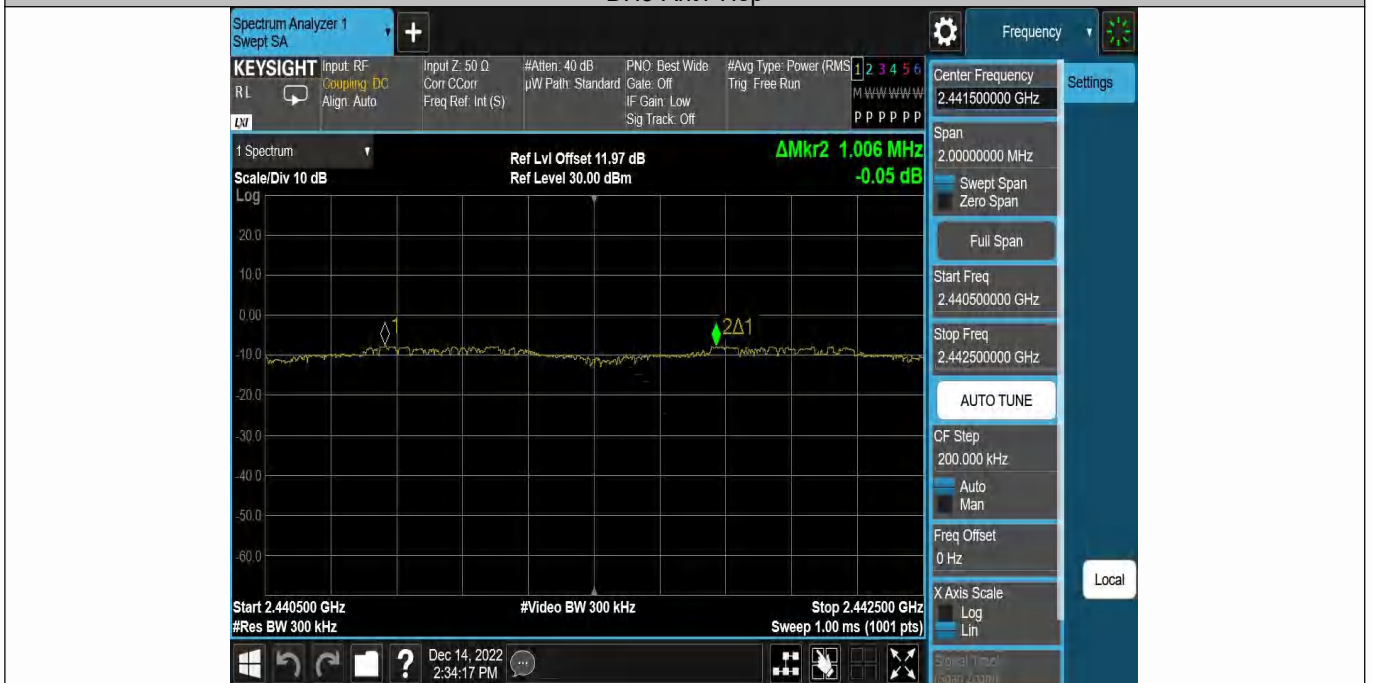 Spectrum Analyzer 1
Swept SA
+
Frequency
KEYSIGHT
RL
LXI
Input: RF
Coupling: DC
Align: Auto
Input Z: 50 Ω
Corr CCorr
Freq Ref: Int (S)
#Atten: 40 dB
µW Path: Standard
PNO: Best Wide
Gate: Off
IF Gain: Low
Sig Track: Off
#Avg Type: Power (RMS
Trig: Free Run
1 2 3 4 5 6
M W W W W W
P P P P P P
Center Frequency
2.441500000 GHz
Settings
Span
2.00000000 MHz
Swept Span
Zero Span
Full Span
Start Freq
2.440500000 GHz
Stop Freq
2.442500000 GHz
AUTO TUNE
CF Step
200.000 kHz
Auto
Man
Freq Offset
0 Hz
X Axis Scale
Log
Lin
Local
1 Spectrum
Scale/Div 10 dB
Log
Ref Lvl Offset 11.97 dB
Ref Level 30.00 dBm
ΔMkr2 1.006 MHz
-0.05 dB
20.0
10.0
0.00
-10.0
-20.0
-30.0
-40.0
-50.0
-60.0
1
2Δ1
Start 2.440500 GHz
#Res BW 300 kHz
#Video BW 300 kHz
Stop 2.442500 GHz
Sweep 1.00 ms (1001 pts)
?
Dec 14, 2022
2:34:17 PM